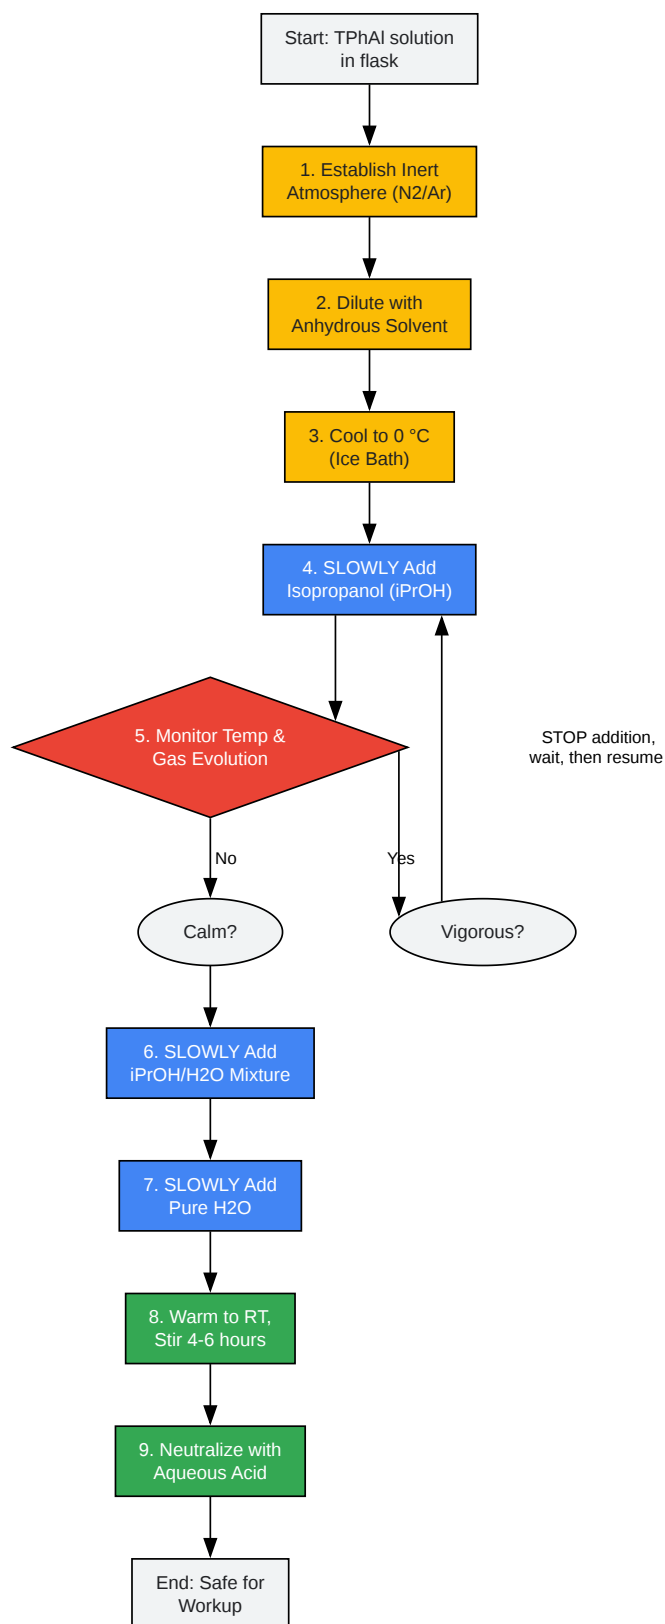 Start: TPhAl solution
in flask
1. Establish Inert
Atmosphere (N2/Ar)
2. Dilute with
Anhydrous Solvent
3. Cool to 0 °C
(Ice Bath)
4. SLOWLY Add
Isopropanol (iPrOH)
5. Monitor Temp &
Gas Evolution
STOP addition,
wait, then resume
No
Yes
Calm?
Vigorous?
6. SLOWLY Add
iPrOH/H2O Mixture
7. SLOWLY Add
Pure H2O
8. Warm to RT,
Stir 4-6 hours
9. Neutralize with
Aqueous Acid
End: Safe for
Workup